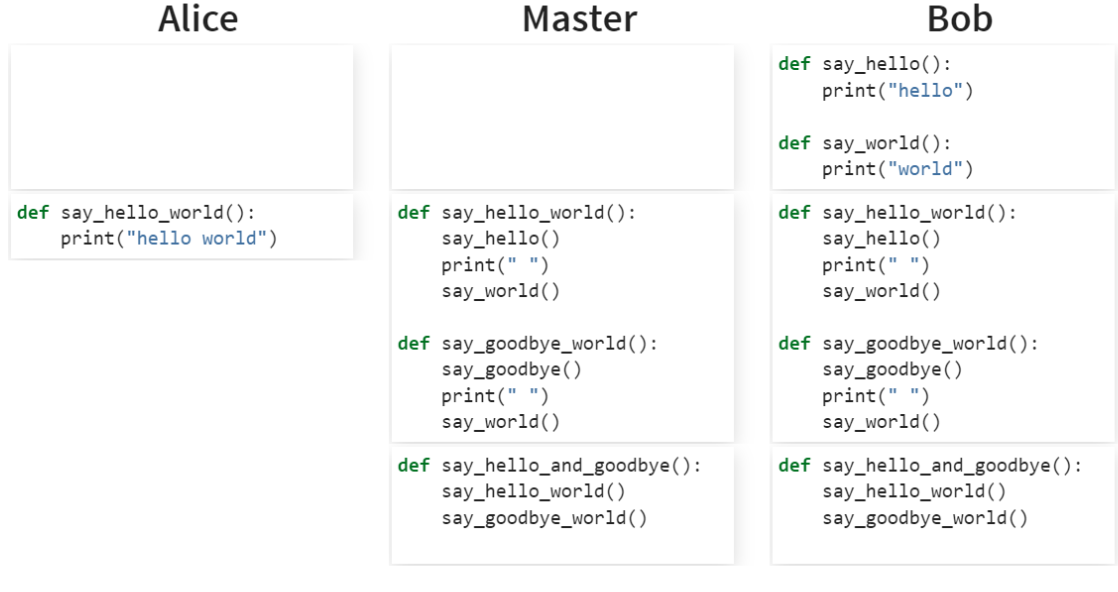 Alice
def say_hello_world():
    print("hello world")
Master
def say_hello_world():
    say_hello()
    print(" ")
    say_world()

def say_goodbye_world():
    say_goodbye()
    print(" ")
    say_world()
def say_hello_and_goodbye():
    say_hello_world()
    say_goodbye_world()
Bob
def say_hello():
    print("hello")

def say_world():
    print("world")
def say_hello_world():
    say_hello()
    print(" ")
    say_world()

def say_goodbye_world():
    say_goodbye()
    print(" ")
    say_world()
def say_hello_and_goodbye():
    say_hello_world()
    say_goodbye_world()